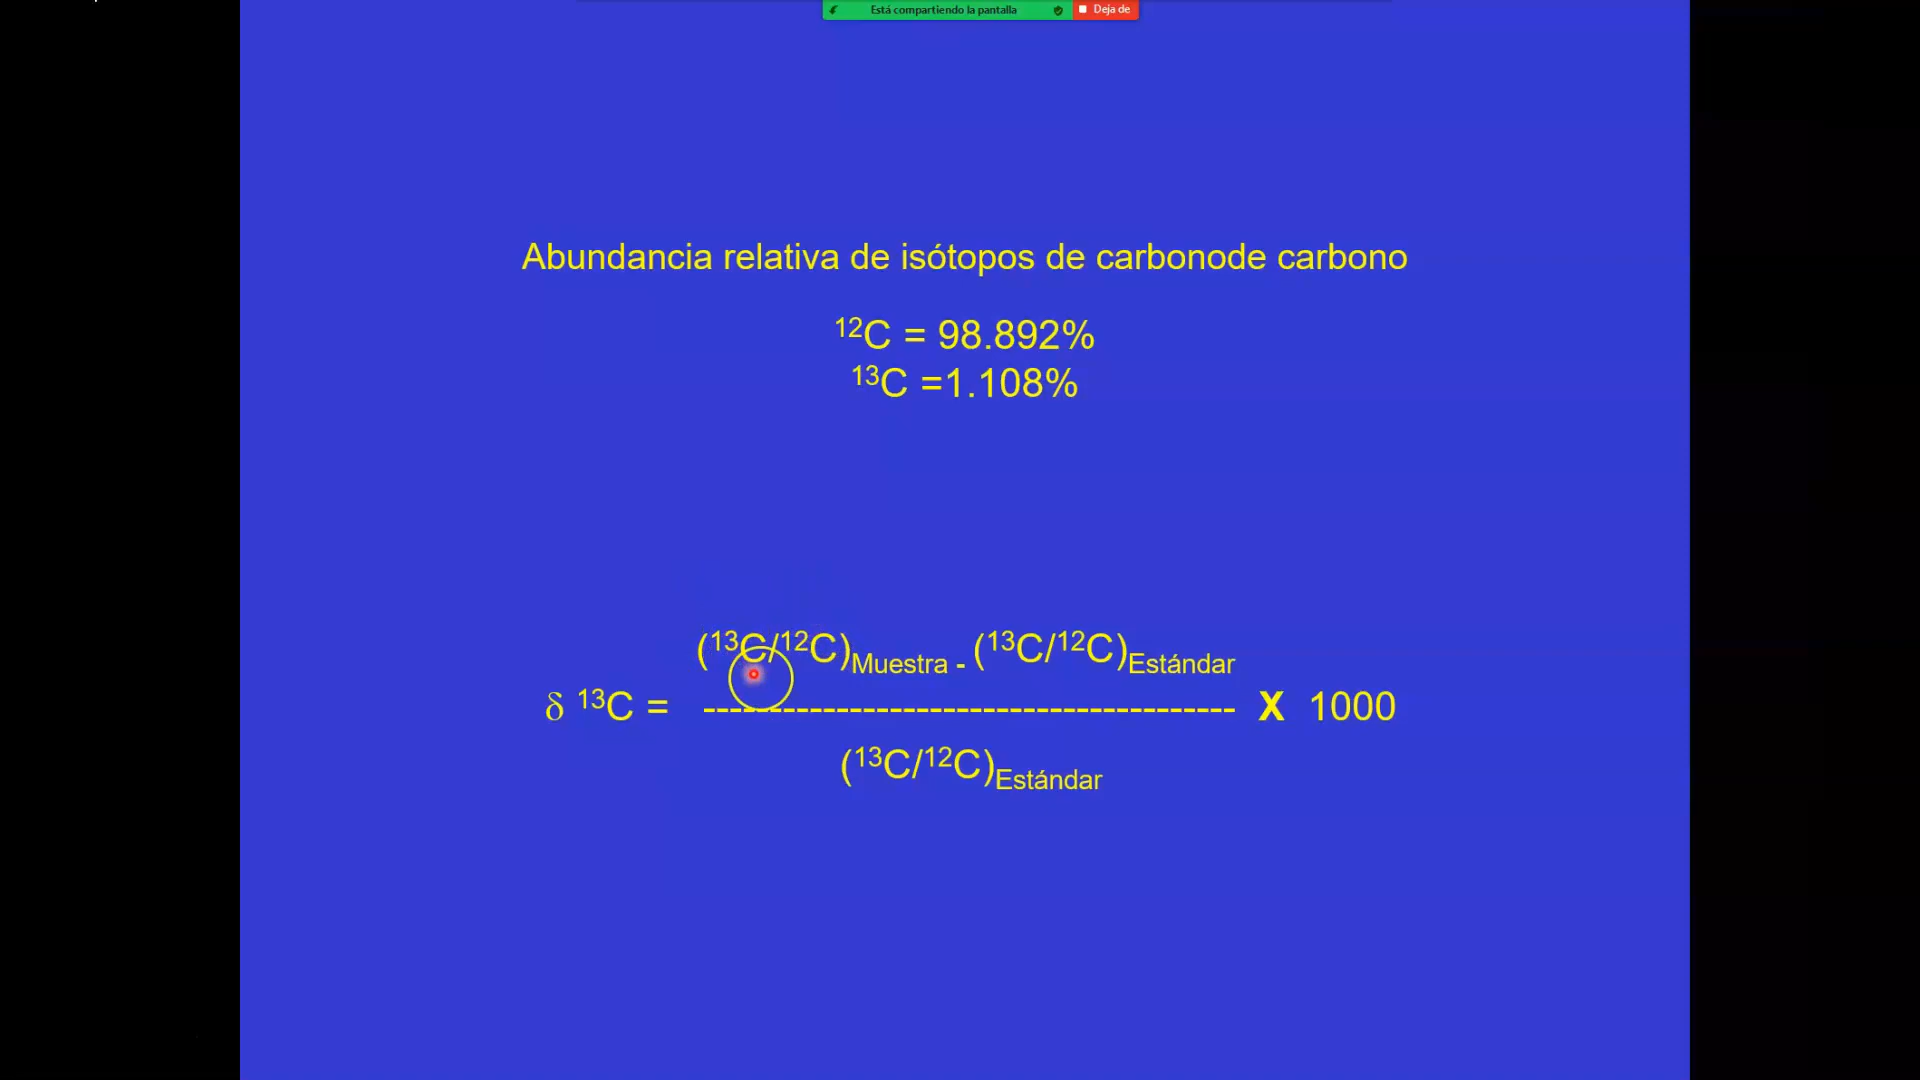 Está compartiendo la pantalla
Deja de
Abundancia relativa de isótopos de carbonode carbono
¹²C = 98.892%
¹³C =1.108%
(¹³C/¹²C)Muestra - (¹³C/¹²C)Estándar
δ ¹³C = ---------------------------------------- X 1000
(¹³C/¹²C)Estándar